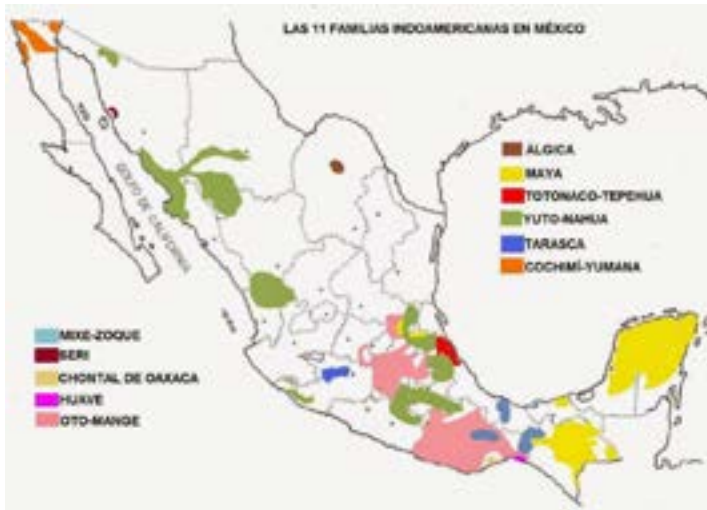 LAS 11 FAMILIAS INDOAMERICANAS EN MÉXICO
GOLFO DE CALIFORNIA
ALGICA
MAYA
TOTONACO-TEPEHUA
YUTO-NAHUA
TARASCA
COCHIMÍ-YUMANA
MIXE-ZOQUE
SERI
CHONTAL DE OAXACA
HUAVE
OTO-MANGE